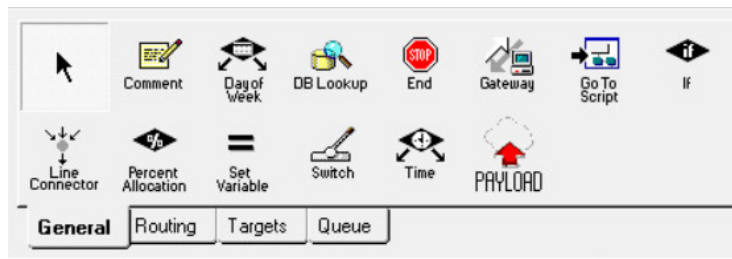 Comment
Day of
Week
DB Lookup
STOP
End
Gateway
Go To
Script
if
If
Line
Connector
%
Percent
Allocation
=
Set
Variable
Switch
Time
PAYLOAD
General
Routing
Targets
Queue